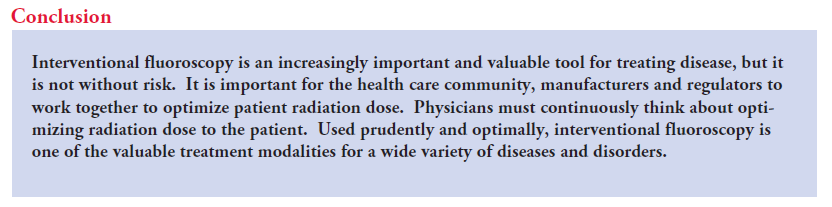 Conclusion
Interventional fluoroscopy is an increasingly important and valuable tool for treating disease, but it
is not without risk.  It is important for the health care community, manufacturers and regulators to
work together to optimize patient radiation dose.  Physicians must continuously think about opti-
mizing radiation dose to the patient.  Used prudently and optimally, interventional fluoroscopy is
one of the valuable treatment modalities for a wide variety of diseases and disorders.